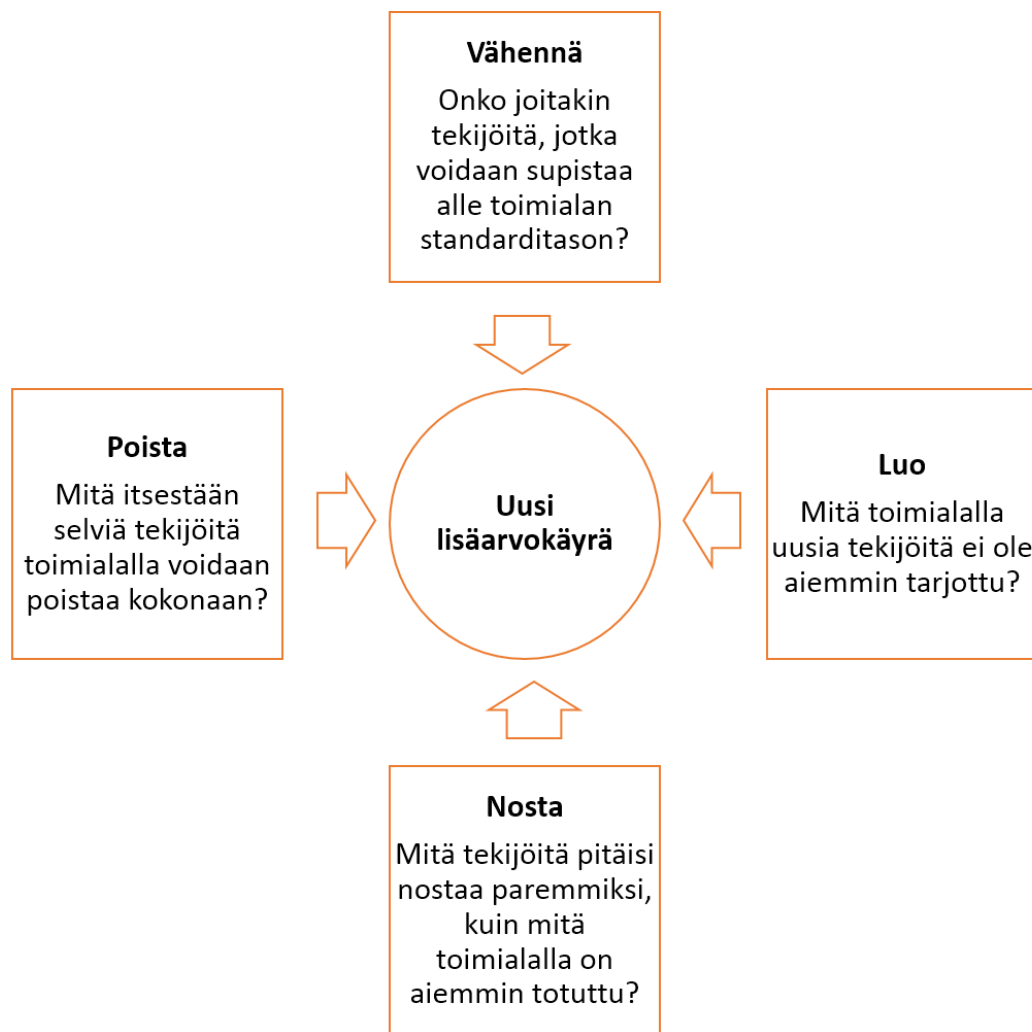 Vähennä
Onko joitakin
tekijöitä, jotka
voidaan supistaa
alle toimialan
standarditason?
Poista
Mitä itsestään
selviä tekijöitä
toimialalla voidaan
poistaa kokonaan?
Uusi
lisäarvokäyrä
Luo
Mitä toimialalla
uusia tekijöitä ei ole
aiemmin tarjottu?
Nosta
Mitä tekijöitä pitäisi
nostaa paremmiksi,
kuin mitä
toimialalla on
aiemmin totuttu?